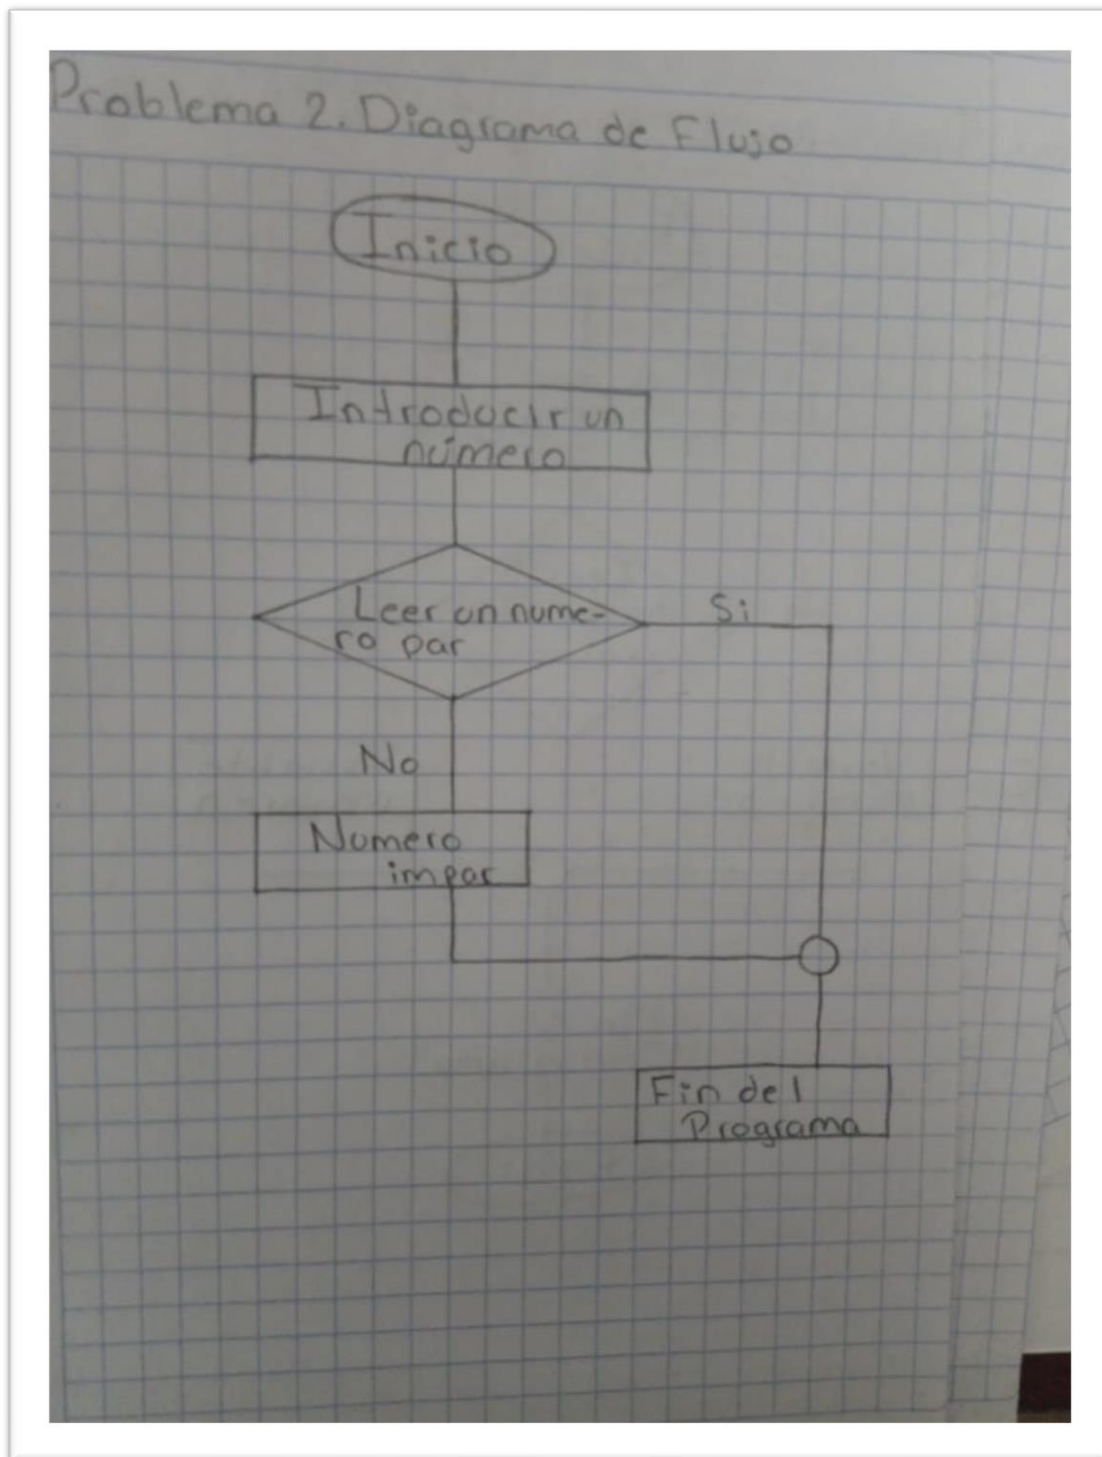 Problema 2. Diagrama de Flujo
Inicio
Introducir un
número
Leer un nume-
ro par
Si
No
Numero
impar
Fin del
Programa